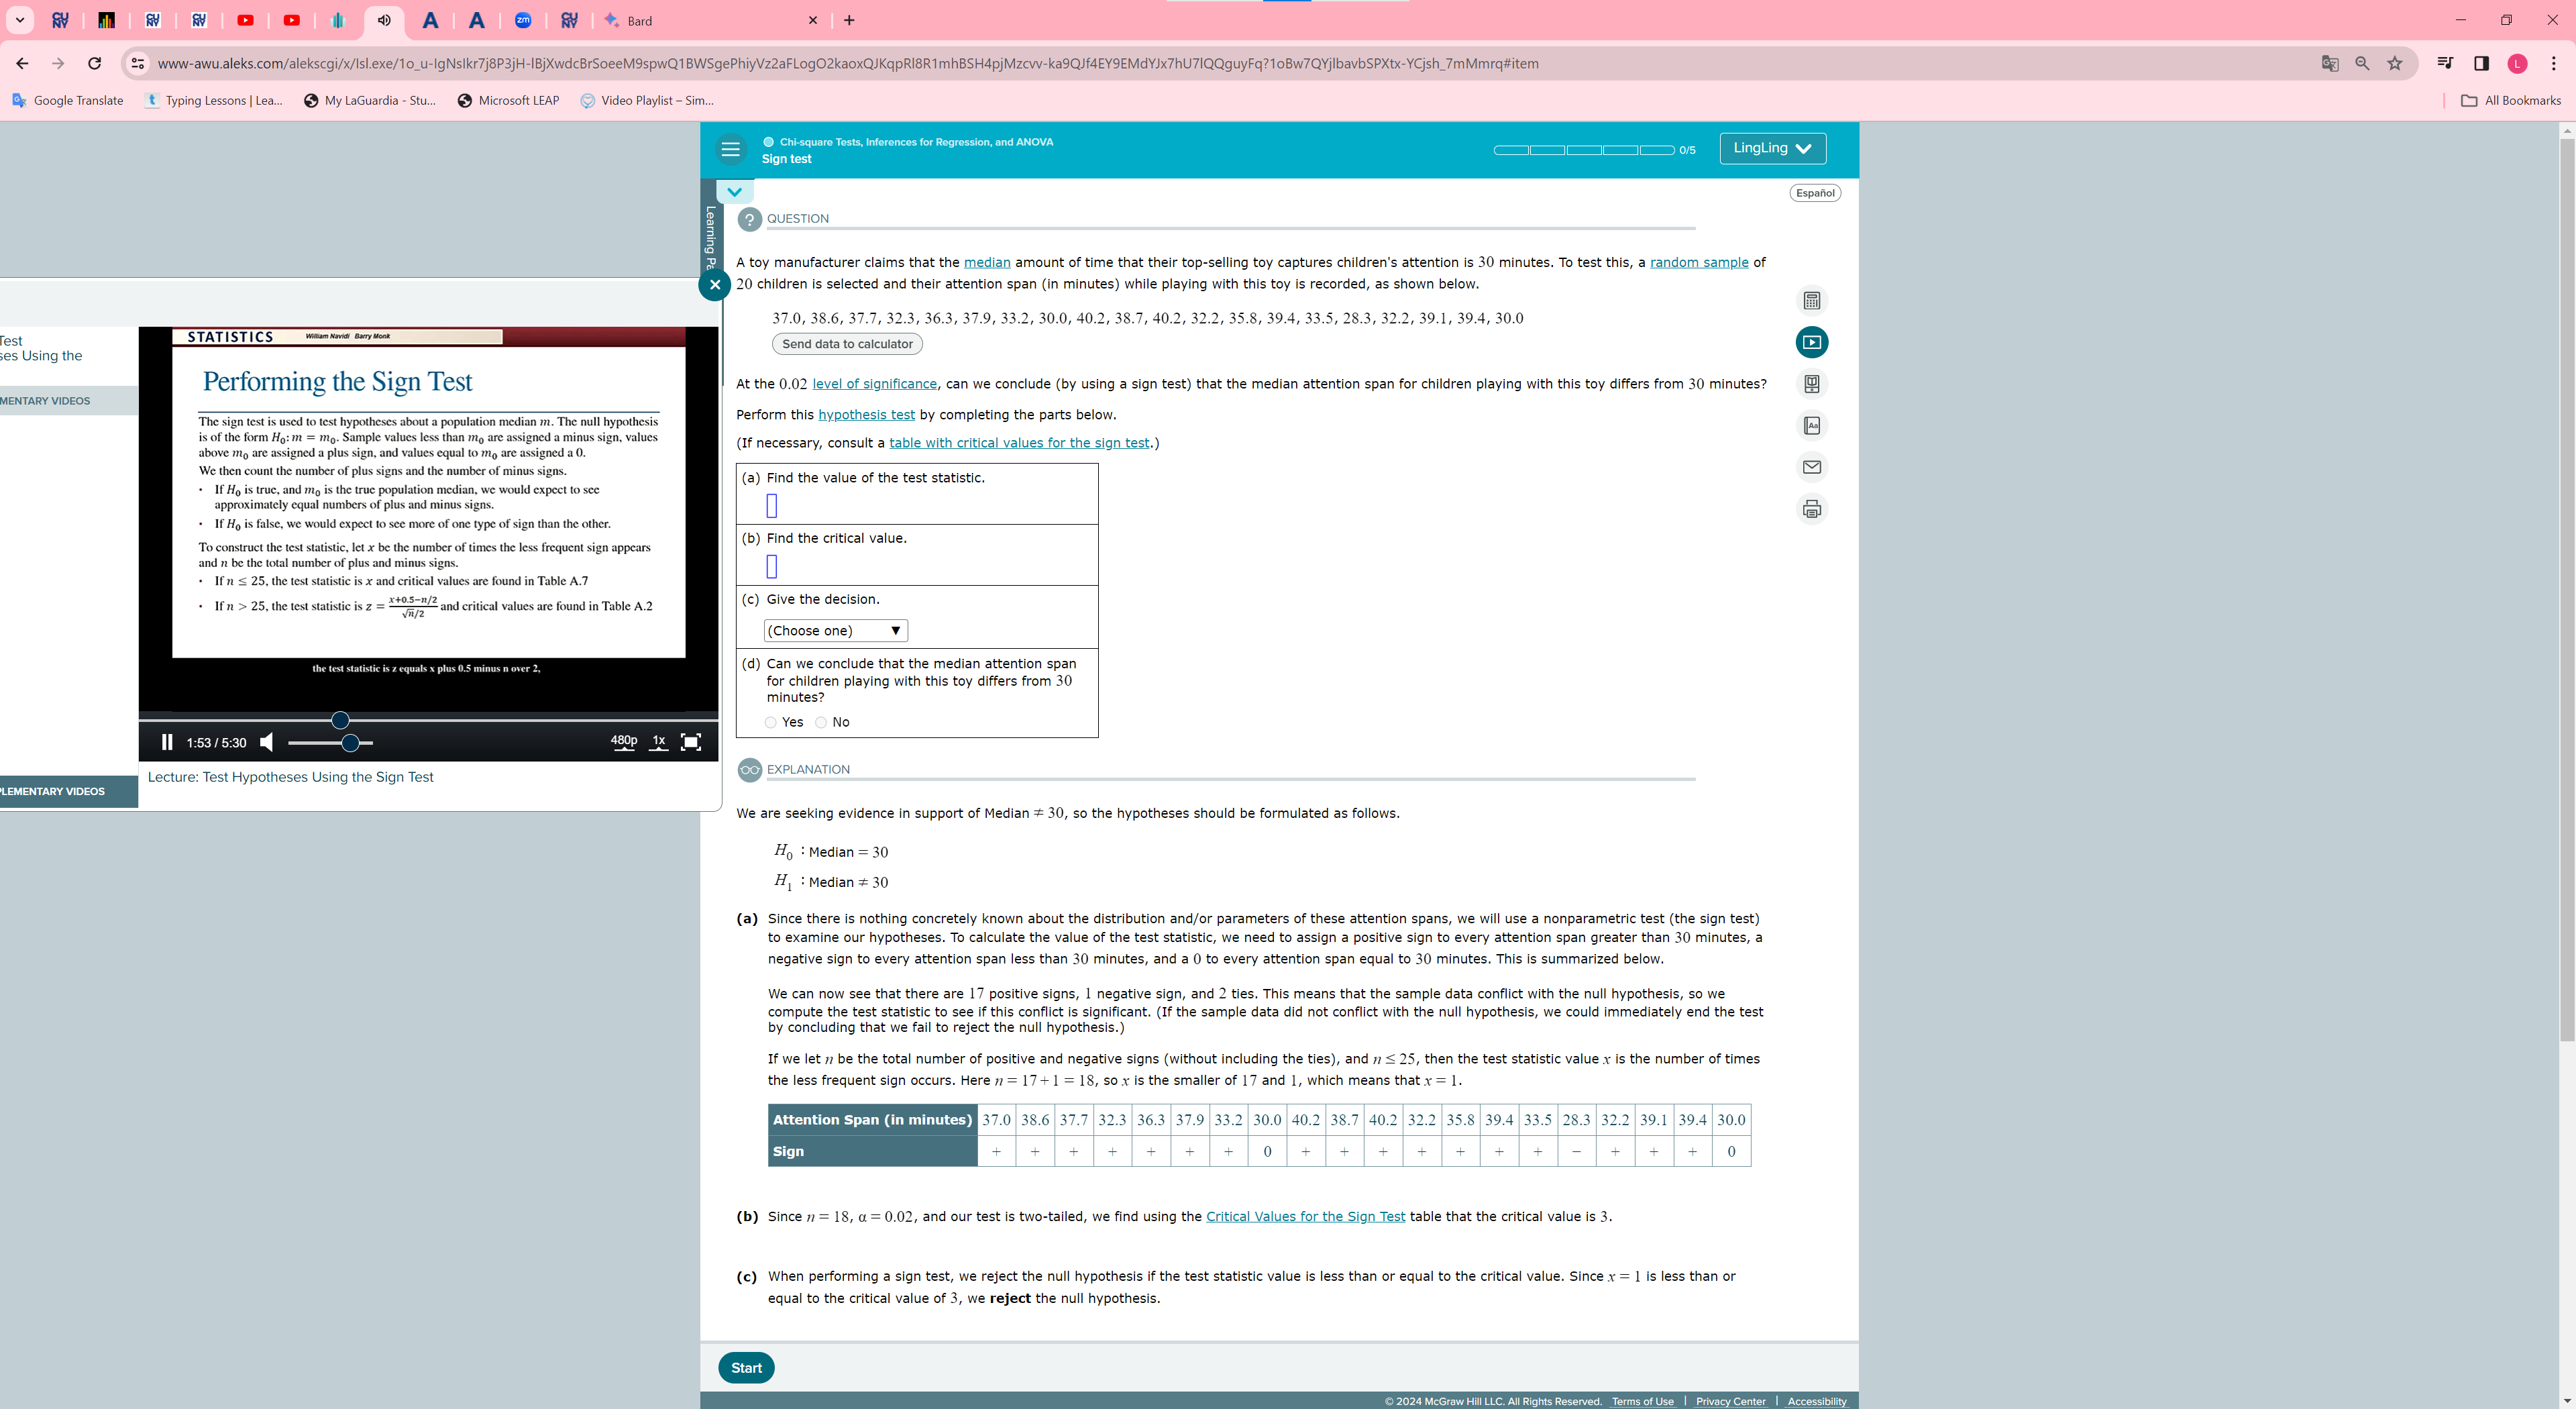 CU NY
CU NY
CU NY
A
A
zm
CU NY
Bard
www-awu.aleks.com/alekscgi/x/Isl.exe/1o_u-IgNsIkr7j8P3jH-lBjXwdcBrSoeeM9spwQ1BWSgePhiyVz2aFLogO2kaoxQJKqpRl8R1mhBSH4pjMzcvv-ka9QJf4EY9EMdYJx7hU7lQQguyFq?1oBw7QYjlbavbSPXtx-YCjsh_7mMmrq#item
L
Google Translate
Typing Lessons | Lea...
My LaGuardia - Stu...
Microsoft LEAP
Video Playlist – Sim...
All Bookmarks
Chi-square Tests, Inferences for Regression, and ANOVA
Sign test
0/5
LingLing
Español
Learning Pa
QUESTION
A toy manufacturer claims that the median amount of time that their top-selling toy captures children's attention is 30 minutes. To test this, a random sample of
20 children is selected and their attention span (in minutes) while playing with this toy is recorded, as shown below.
37.0, 38.6, 37.7, 32.3, 36.3, 37.9, 33.2, 30.0, 40.2, 38.7, 40.2, 32.2, 35.8, 39.4, 33.5, 28.3, 32.2, 39.1, 39.4, 30.0
Send data to calculator
At the 0.02 level of significance, can we conclude (by using a sign test) that the median attention span for children playing with this toy differs from 30 minutes?
Perform this hypothesis test by completing the parts below.
(If necessary, consult a table with critical values for the sign test.)
(a) Find the value of the test statistic.
(b) Find the critical value.
(c) Give the decision.
(Choose one) ▼
(d) Can we conclude that the median attention span
for children playing with this toy differs from 30
minutes?
Yes No
Test
ses Using the
MENTARY VIDEOS
PLEMENTARY VIDEOS
STATISTICS William Navidi Barry Monk
Performing the Sign Test
The sign test is used to test hypotheses about a population median m. The null hypothesis
is of the form H₀: m = m₀. Sample values less than m₀ are assigned a minus sign, values
above m₀ are assigned a plus sign, and values equal to m₀ are assigned a 0.
We then count the number of plus signs and the number of minus signs.
• If H₀ is true, and m₀ is the true population median, we would expect to see
approximately equal numbers of plus and minus signs.
• If H₀ is false, we would expect to see more of one type of sign than the other.
To construct the test statistic, let x be the number of times the less frequent sign appears
and n be the total number of plus and minus signs.
• If n ≤ 25, the test statistic is x and critical values are found in Table A.7
• If n > 25, the test statistic is z = (x+0.5−n/2)/(√n/2) and critical values are found in Table A.2
the test statistic is z equals x plus 0.5 minus n over 2,
1:53 / 5:30
480p
1x
Lecture: Test Hypotheses Using the Sign Test
EXPLANATION
We are seeking evidence in support of Median ≠ 30, so the hypotheses should be formulated as follows.
H₀ : Median = 30
H₁ : Median ≠ 30
(a) Since there is nothing concretely known about the distribution and/or parameters of these attention spans, we will use a nonparametric test (the sign test)
to examine our hypotheses. To calculate the value of the test statistic, we need to assign a positive sign to every attention span greater than 30 minutes, a
negative sign to every attention span less than 30 minutes, and a 0 to every attention span equal to 30 minutes. This is summarized below.
We can now see that there are 17 positive signs, 1 negative sign, and 2 ties. This means that the sample data conflict with the null hypothesis, so we
compute the test statistic to see if this conflict is significant. (If the sample data did not conflict with the null hypothesis, we could immediately end the test
by concluding that we fail to reject the null hypothesis.)
If we let n be the total number of positive and negative signs (without including the ties), and n ≤ 25, then the test statistic value x is the number of times
the less frequent sign occurs. Here n = 17 + 1 = 18, so x is the smaller of 17 and 1, which means that x = 1.
Attention Span (in minutes) 37.0 38.6 37.7 32.3 36.3 37.9 33.2 30.0 40.2 38.7 40.2 32.2 35.8 39.4 33.5 28.3 32.2 39.1 39.4 30.0
Sign + + + + + + + 0 + + + + + + + − + + + 0
(b) Since n = 18, α = 0.02, and our test is two-tailed, we find using the Critical Values for the Sign Test table that the critical value is 3.
(c) When performing a sign test, we reject the null hypothesis if the test statistic value is less than or equal to the critical value. Since x = 1 is less than or
equal to the critical value of 3, we reject the null hypothesis.
Start
© 2024 McGraw Hill LLC. All Rights Reserved. Terms of Use | Privacy Center | Accessibility